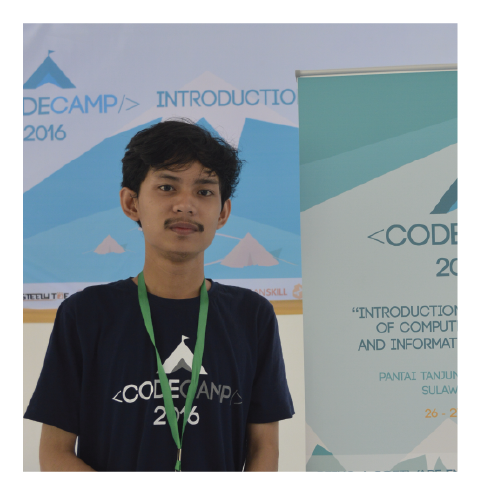 CODECAMP/> INTRODUCTIO
2016
<CODE
20
"INTRODUCTION
OF COMPUT
AND INFORMAT
PANTAI TANJUN
SULAW
26 - 2
<CODECAMP/>
2016